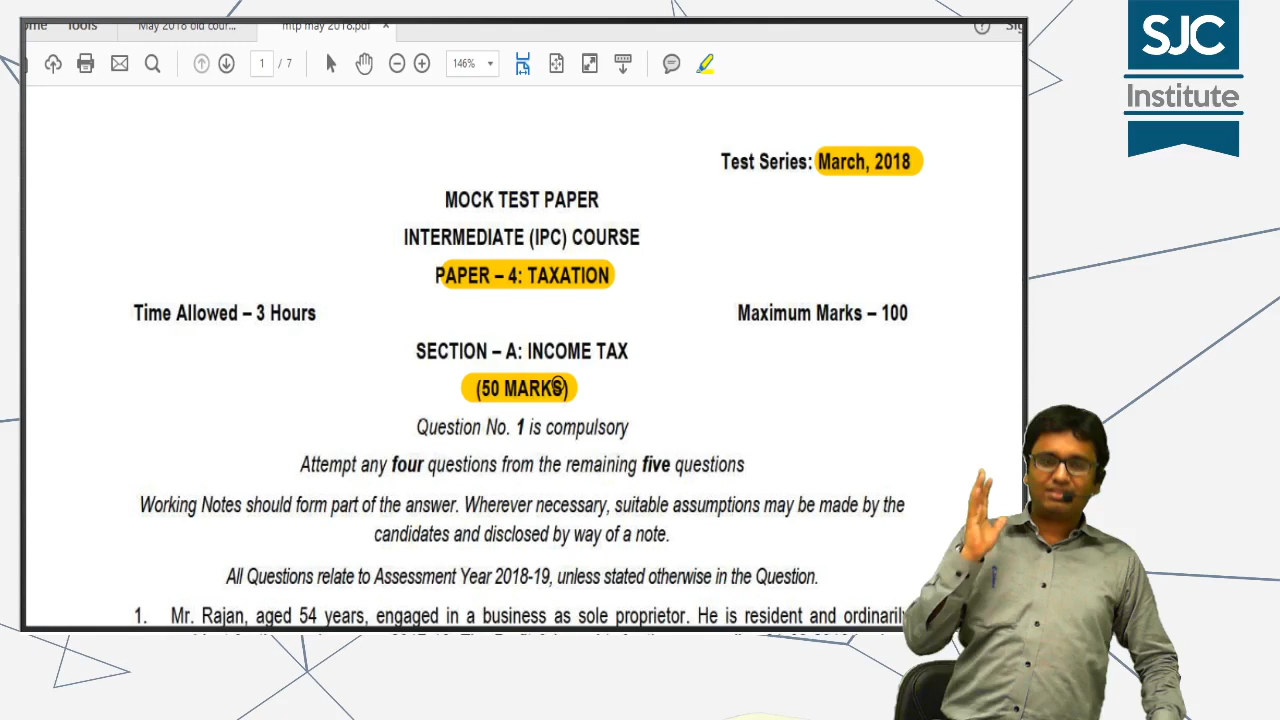 Tools
May 2018 old cour...
mtp may 2018.pdf
1 / 7
146%
SJC
Institute
Test Series: March, 2018
MOCK TEST PAPER
INTERMEDIATE (IPC) COURSE
PAPER – 4: TAXATION
Time Allowed – 3 Hours
Maximum Marks – 100
SECTION – A: INCOME TAX
(50 MARKS)
Question No. 1 is compulsory
Attempt any four questions from the remaining five questions
Working Notes should form part of the answer. Wherever necessary, suitable assumptions may be made by the
candidates and disclosed by way of a note.
All Questions relate to Assessment Year 2018-19, unless stated otherwise in the Question.
1. Mr. Rajan, aged 54 years, engaged in a business as sole proprietor. He is resident and ordinarily